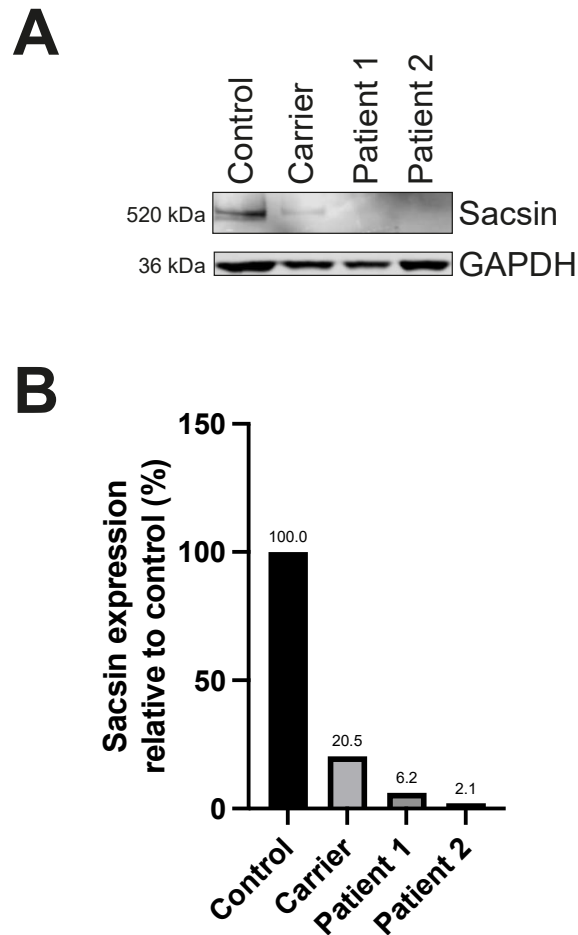 A
Control
Carrier
Patient 1
Patient 2
520 kDa
Sacsin
36 kDa
GAPDH
B
Sacsin expression
relative to control (%)
150
100
50
0
100.0
20.5
6.2
2.1
Control
Carrier
Patient 1
Patient 2